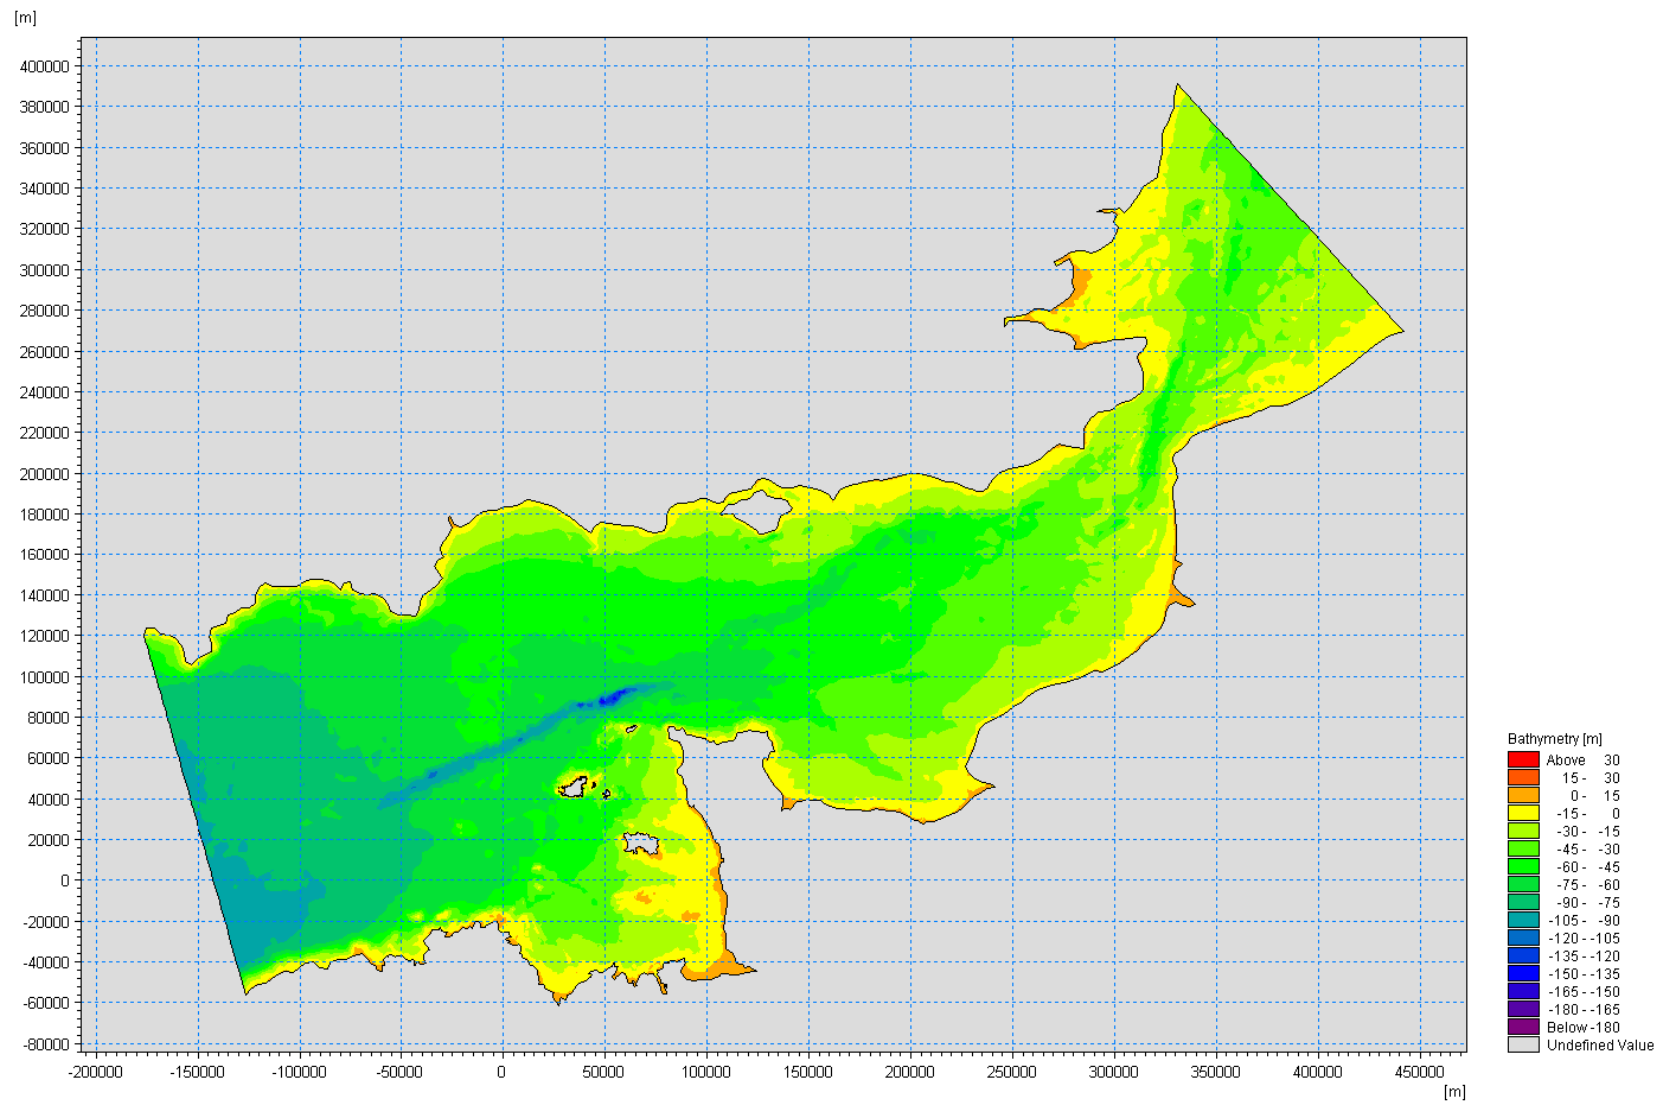 [m]
400000
380000
360000
340000
320000
300000
280000
260000
240000
220000
200000
180000
160000
140000
120000
100000
80000
60000
40000
20000
0
-20000
-40000
-60000
-80000
-200000 -150000 -100000 -50000 0 50000 100000 150000 200000 250000 300000 350000 400000 450000
[m]
Bathymetry [m]
Above 30
15 - 30
0 - 15
-15 - 0
-30 - -15
-45 - -30
-60 - -45
-75 - -60
-90 - -75
-105 - -90
-120 - -105
-135 - -120
-150 - -135
-165 - -150
-180 - -165
Below -180
Undefined Value